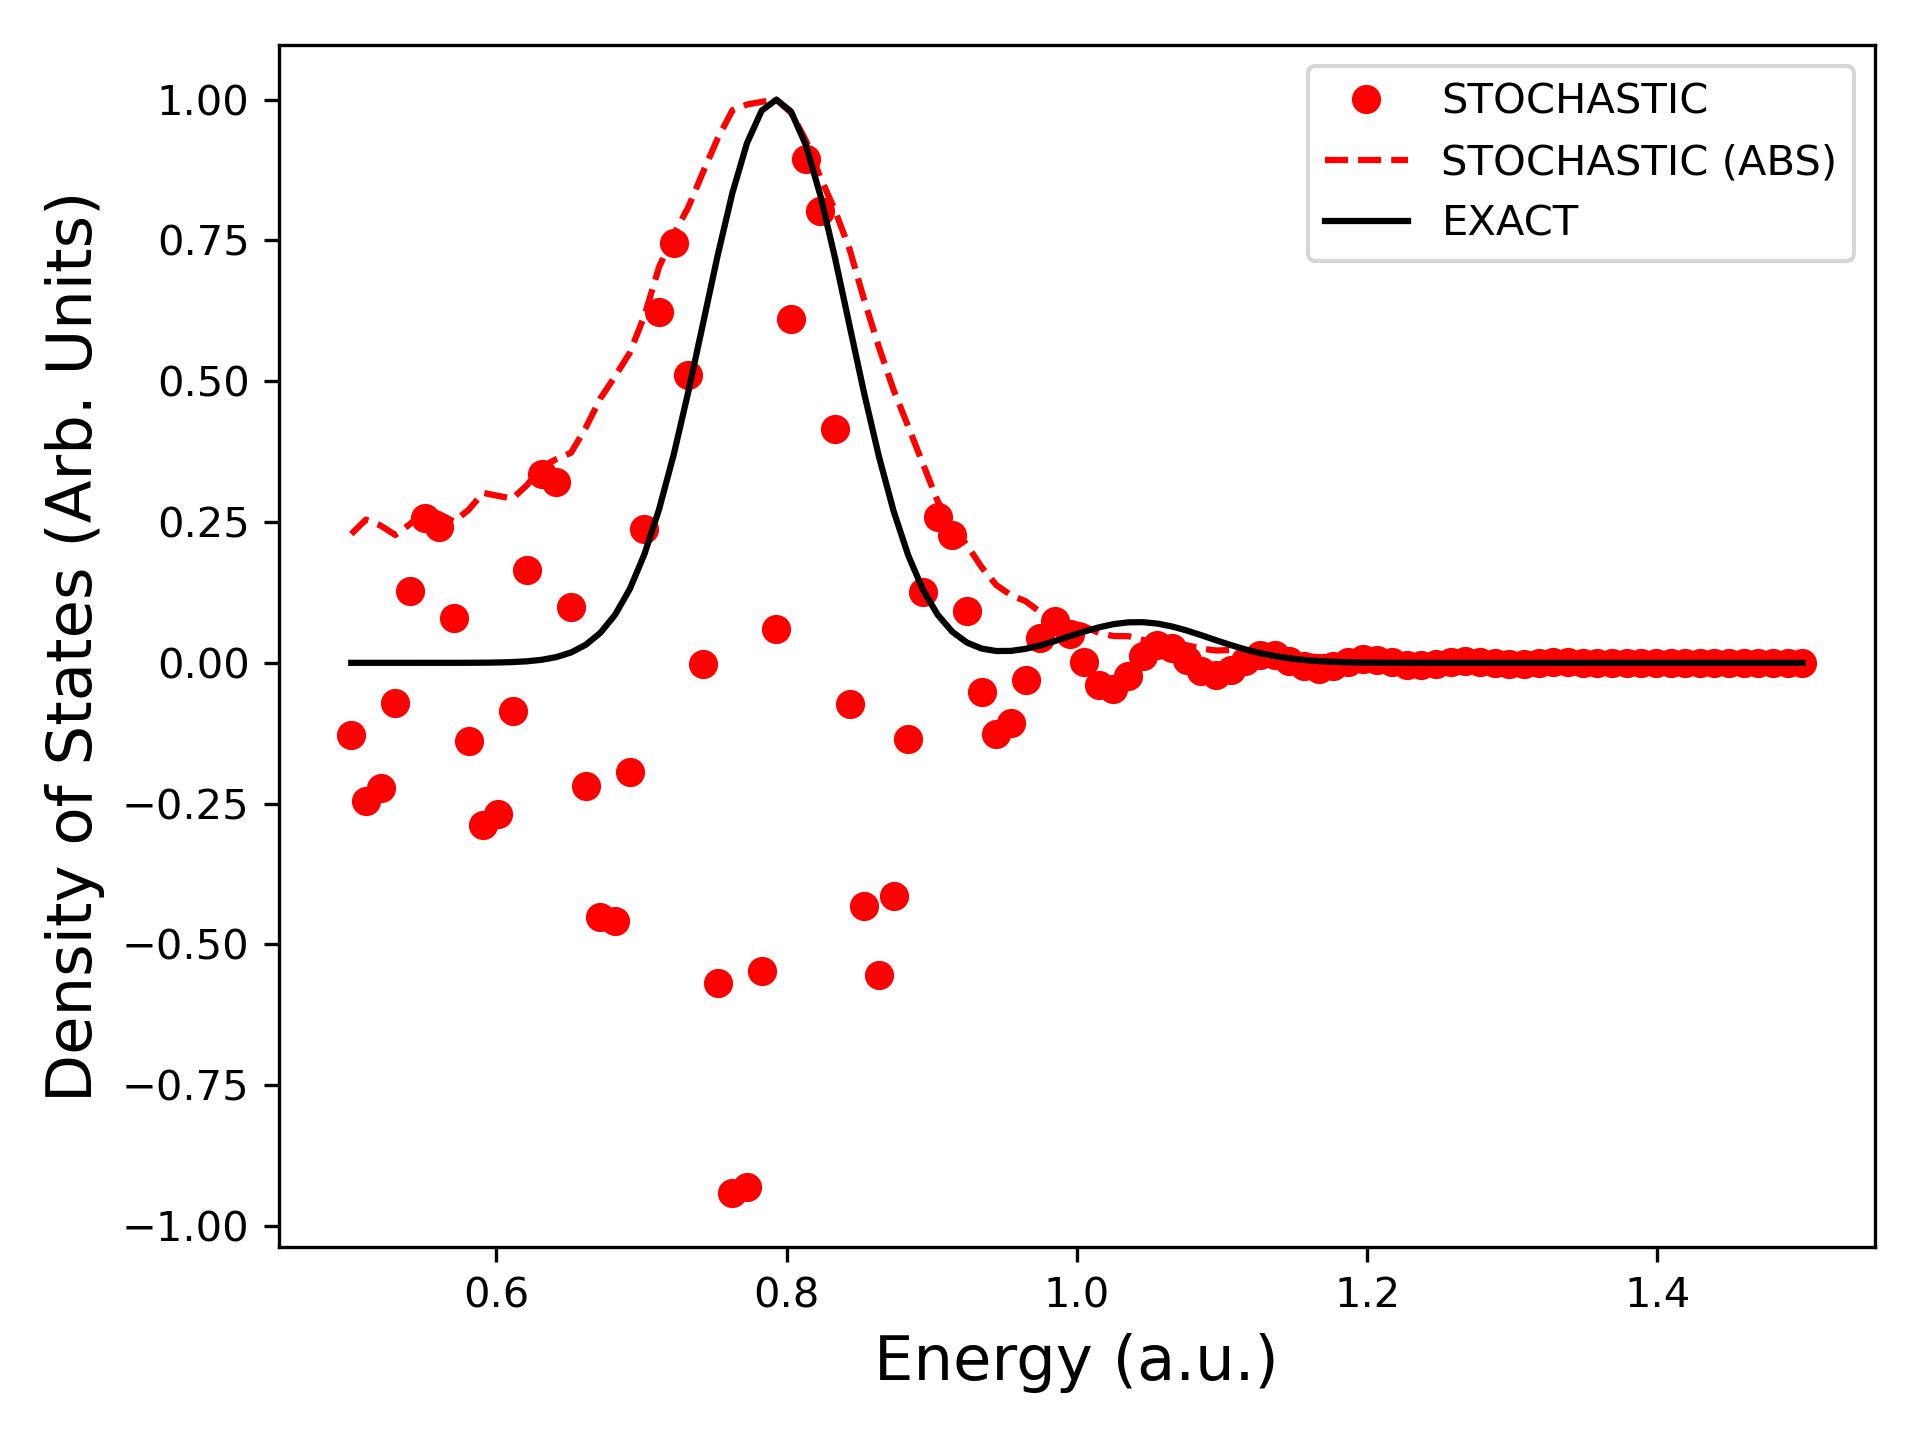 STOCHASTIC
STOCHASTIC (ABS)
EXACT
Density of States (Arb. Units)
1.00
0.75
0.50
0.25
0.00
−0.25
−0.50
−0.75
−1.00
0.6 0.8 1.0 1.2 1.4
Energy (a.u.)